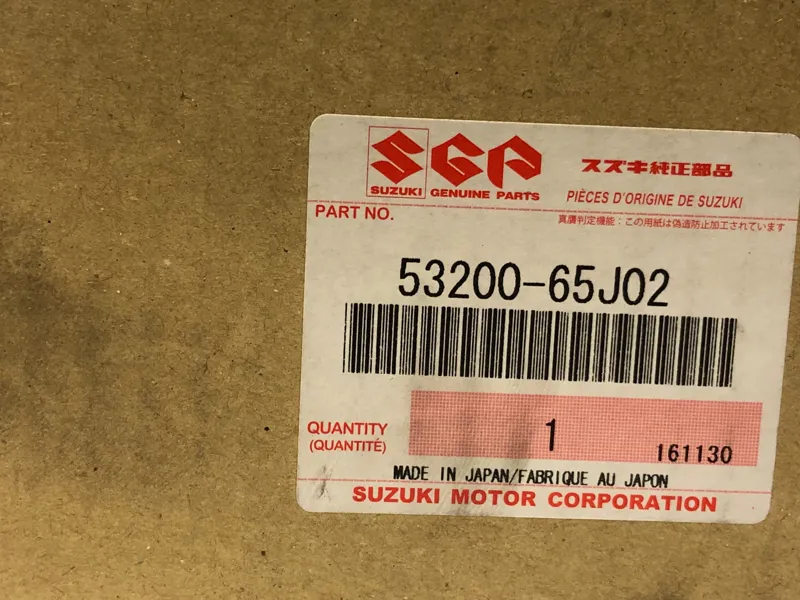 SGP
SUZUKI GENUINE PARTS
スズキ純正部品
PIÈCES D'ORIGINE DE SUZUKI
PART NO.
真贋判定機能：この用紙は偽造防止加工されています
53200-65J02
QUANTITY
(QUANTITÉ)
1
161130
MADE IN JAPAN/FABRIQUE AU JAPON
SUZUKI MOTOR CORPORATION